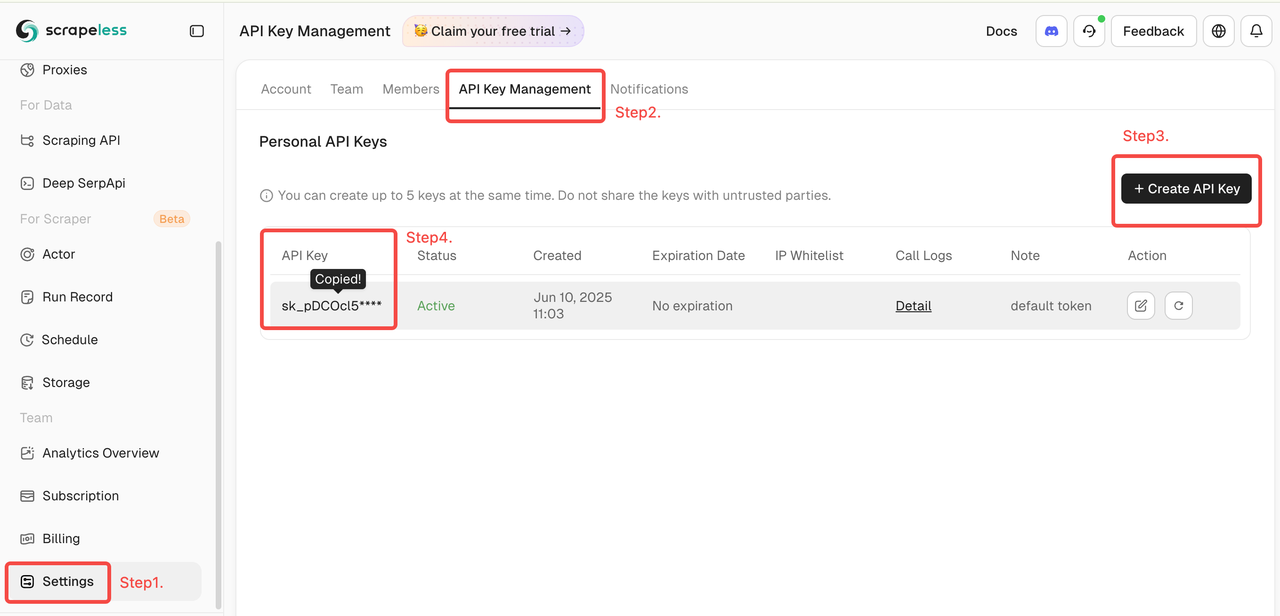 scrapeless
API Key Management
🥳 Claim your free trial →
Docs
Feedback
Proxies
For Data
Scraping API
Deep SerpApi
For Scraper
Beta
Actor
Run Record
Schedule
Storage
Team
Analytics Overview
Subscription
Billing
Settings
Step1.
Account
Team
Members
API Key Management
Notifications
Step2.
Personal API Keys
Step3.
You can create up to 5 keys at the same time. Do not share the keys with untrusted parties.
+ Create API Key
Step4.
API Key
Status
Created
Expiration Date
IP Whitelist
Call Logs
Note
Action
Copied!
sk_pDCOcl5****
Active
Jun 10, 2025
11:03
No expiration
Detail
default token